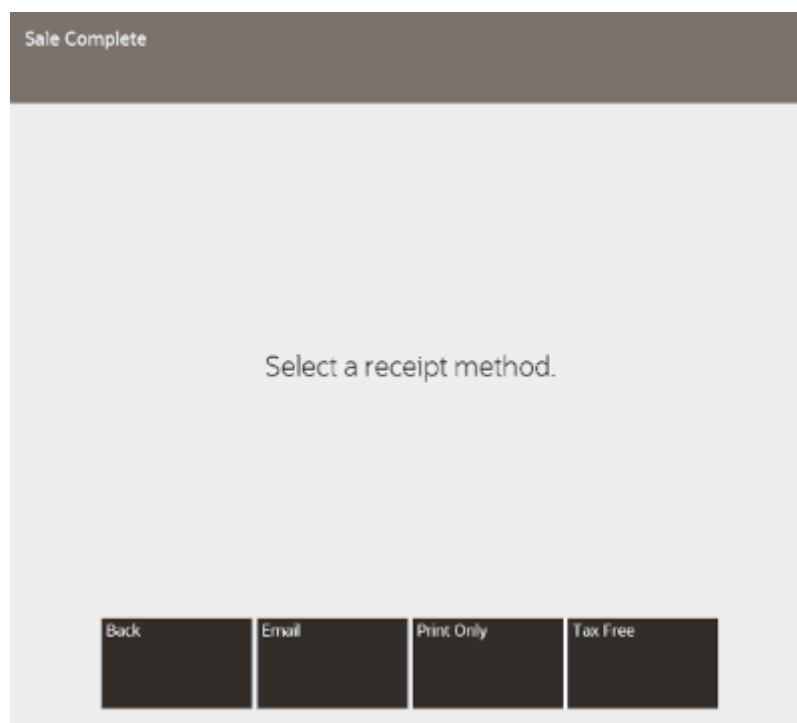 Sale Complete
Select a receipt method.
Back
Email
Print Only
Tax Free